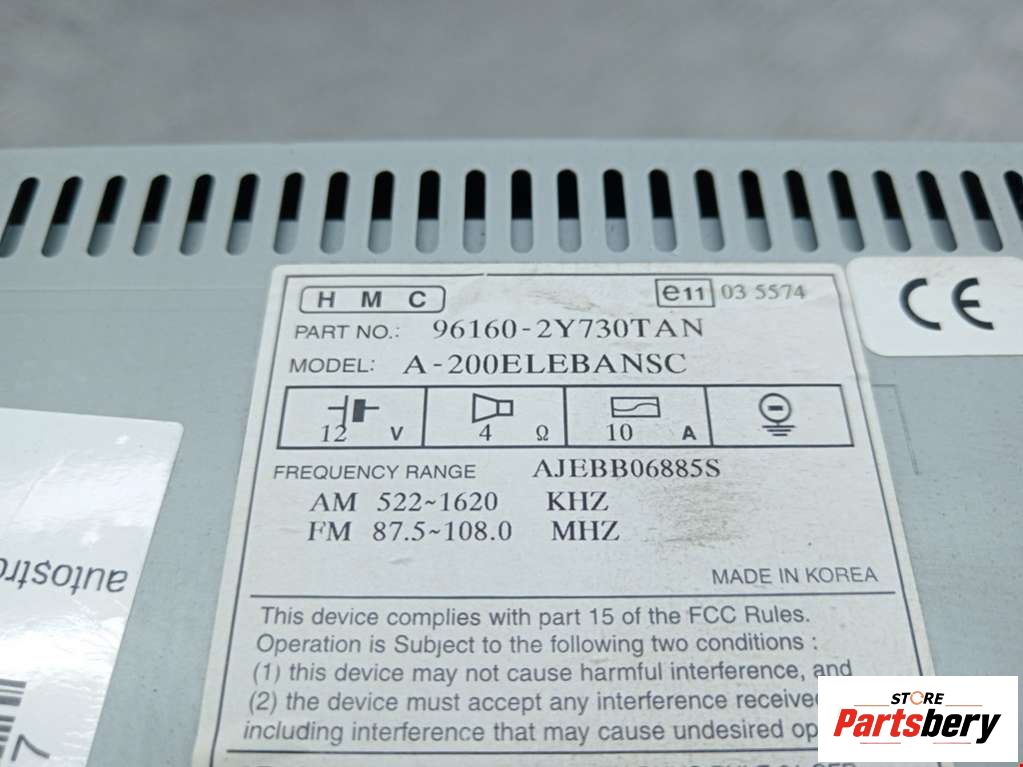 H M C
e11 03 5574
CE
PART NO.: 96160-2Y730TAN
MODEL: A-200ELEBANSC
12 V 4 Ω 10 A
FREQUENCY RANGE AJEBB06885S
AM 522~1620 KHZ
FM 87.5~108.0 MHZ
MADE IN KOREA
This device complies with part 15 of the FCC Rules.
Operation is Subject to the following two conditions :
(1) this device may not cause harmful interference, and
(2) the device must accept any interference received
including interference that may cause undesired
STORE
Partsbery